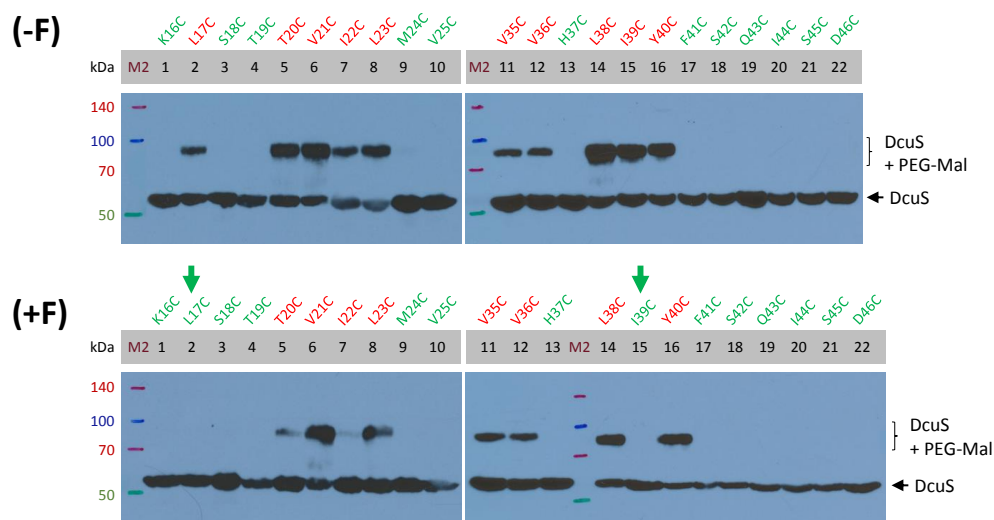 (-F)
K16C L17C S18C T19C T20C V21C I22C L23C M24C V25C V35C V36C H37C L38C I39C Y40C F41C S42C Q43C I44C S45C D46C
kDa M2 1 2 3 4 5 6 7 8 9 10 M2 11 12 13 14 15 16 17 18 19 20 21 22
140
100
70
50
DcuS
+ PEG-Mal
DcuS
(+F)
K16C L17C S18C T19C T20C V21C I22C L23C M24C V25C V35C V36C H37C L38C I39C Y40C F41C S42C Q43C I44C S45C D46C
kDa M2 1 2 3 4 5 6 7 8 9 10 11 12 13 M2 14 15 16 17 18 19 20 21 22
140
100
70
50
DcuS
+ PEG-Mal
DcuS